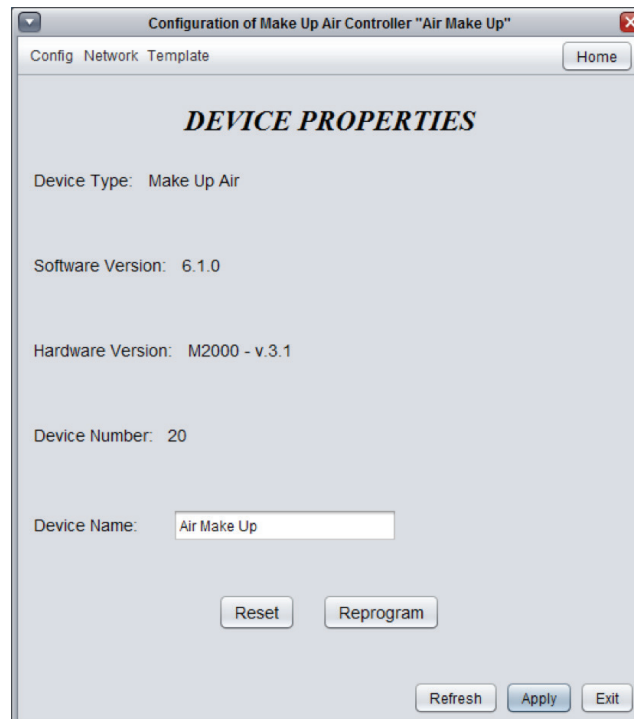 Configuration of Make Up Air Controller "Air Make Up"
Config Network Template Home
DEVICE PROPERTIES
Device Type: Make Up Air
Software Version: 6.1.0
Hardware Version: M2000 - v.3.1
Device Number: 20
Device Name: Air Make Up
Reset Reprogram
Refresh Apply Exit